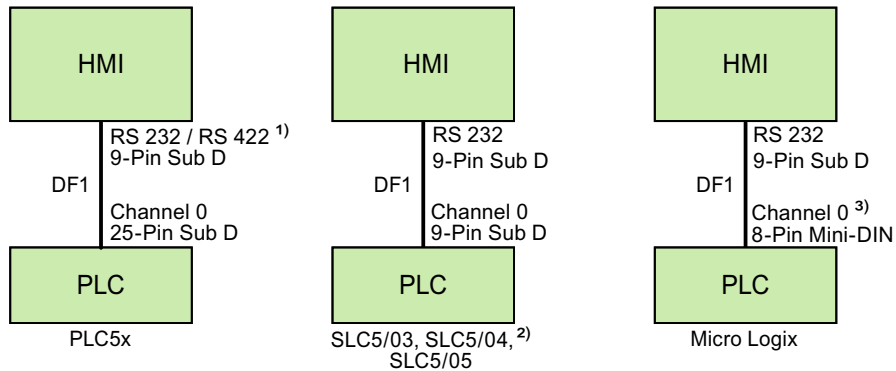 HMI
RS 232 / RS 422 ¹⁾
9-Pin Sub D
DF1
Channel 0
25-Pin Sub D
PLC
PLC5x
HMI
RS 232
9-Pin Sub D
DF1
Channel 0
9-Pin Sub D
PLC
SLC5/03, SLC5/04, ²⁾
SLC5/05
HMI
RS 232
9-Pin Sub D
DF1
Channel 0 ³⁾
8-Pin Mini-DIN
PLC
Micro Logix